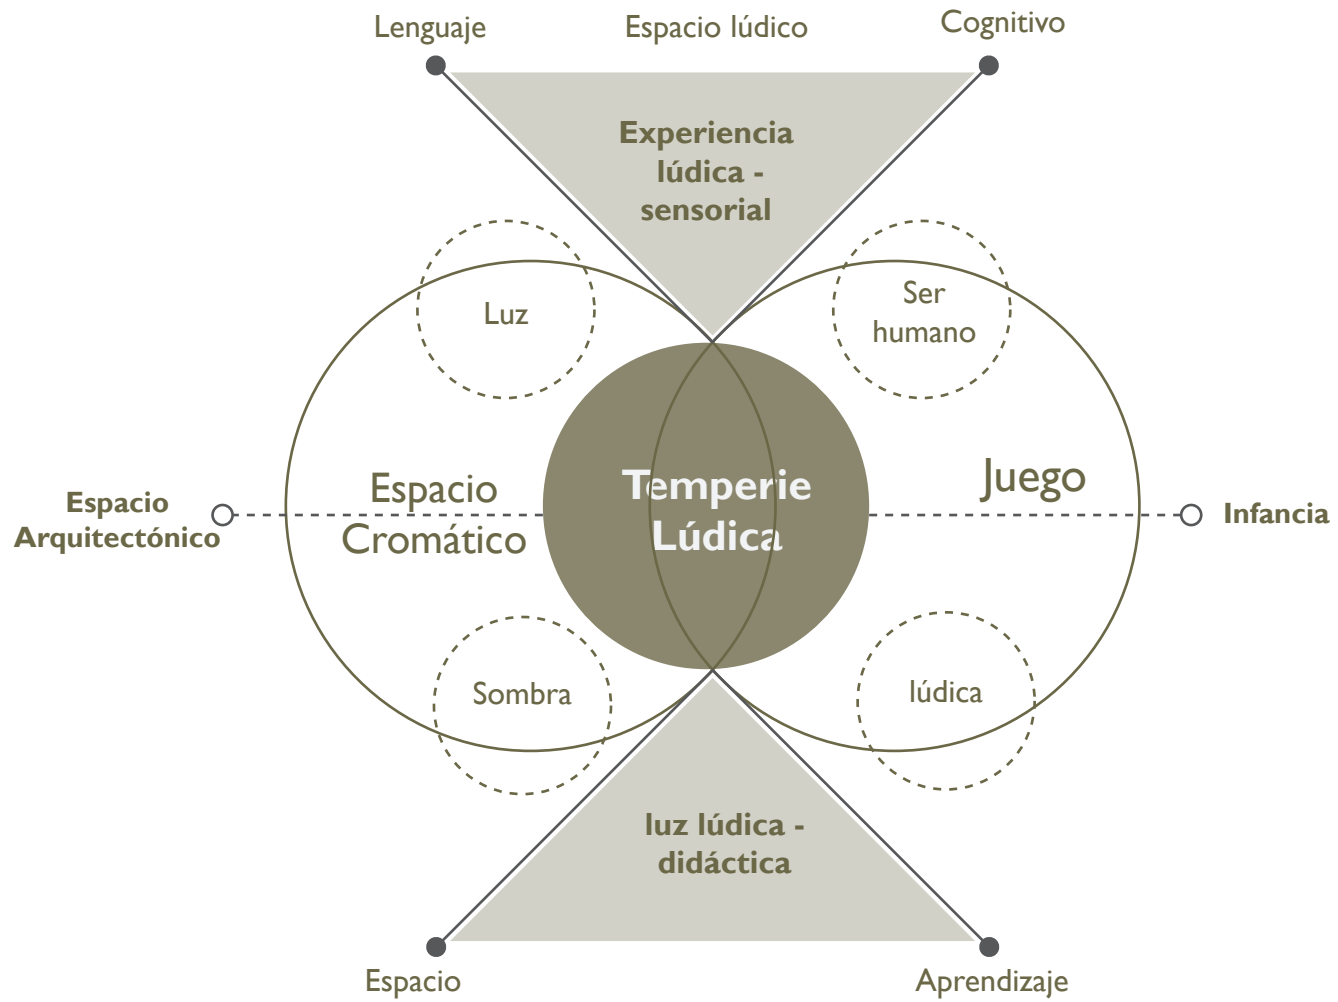 Lenguaje
Espacio lúdico
Cognitivo
Experiencia
lúdica -
sensorial
Luz
Ser
humano
Espacio
Arquitectónico
Espacio
Cromático
Temperie
Lúdica
Juego
Infancia
Sombra
lúdica
luz lúdica -
didáctica
Espacio
Aprendizaje